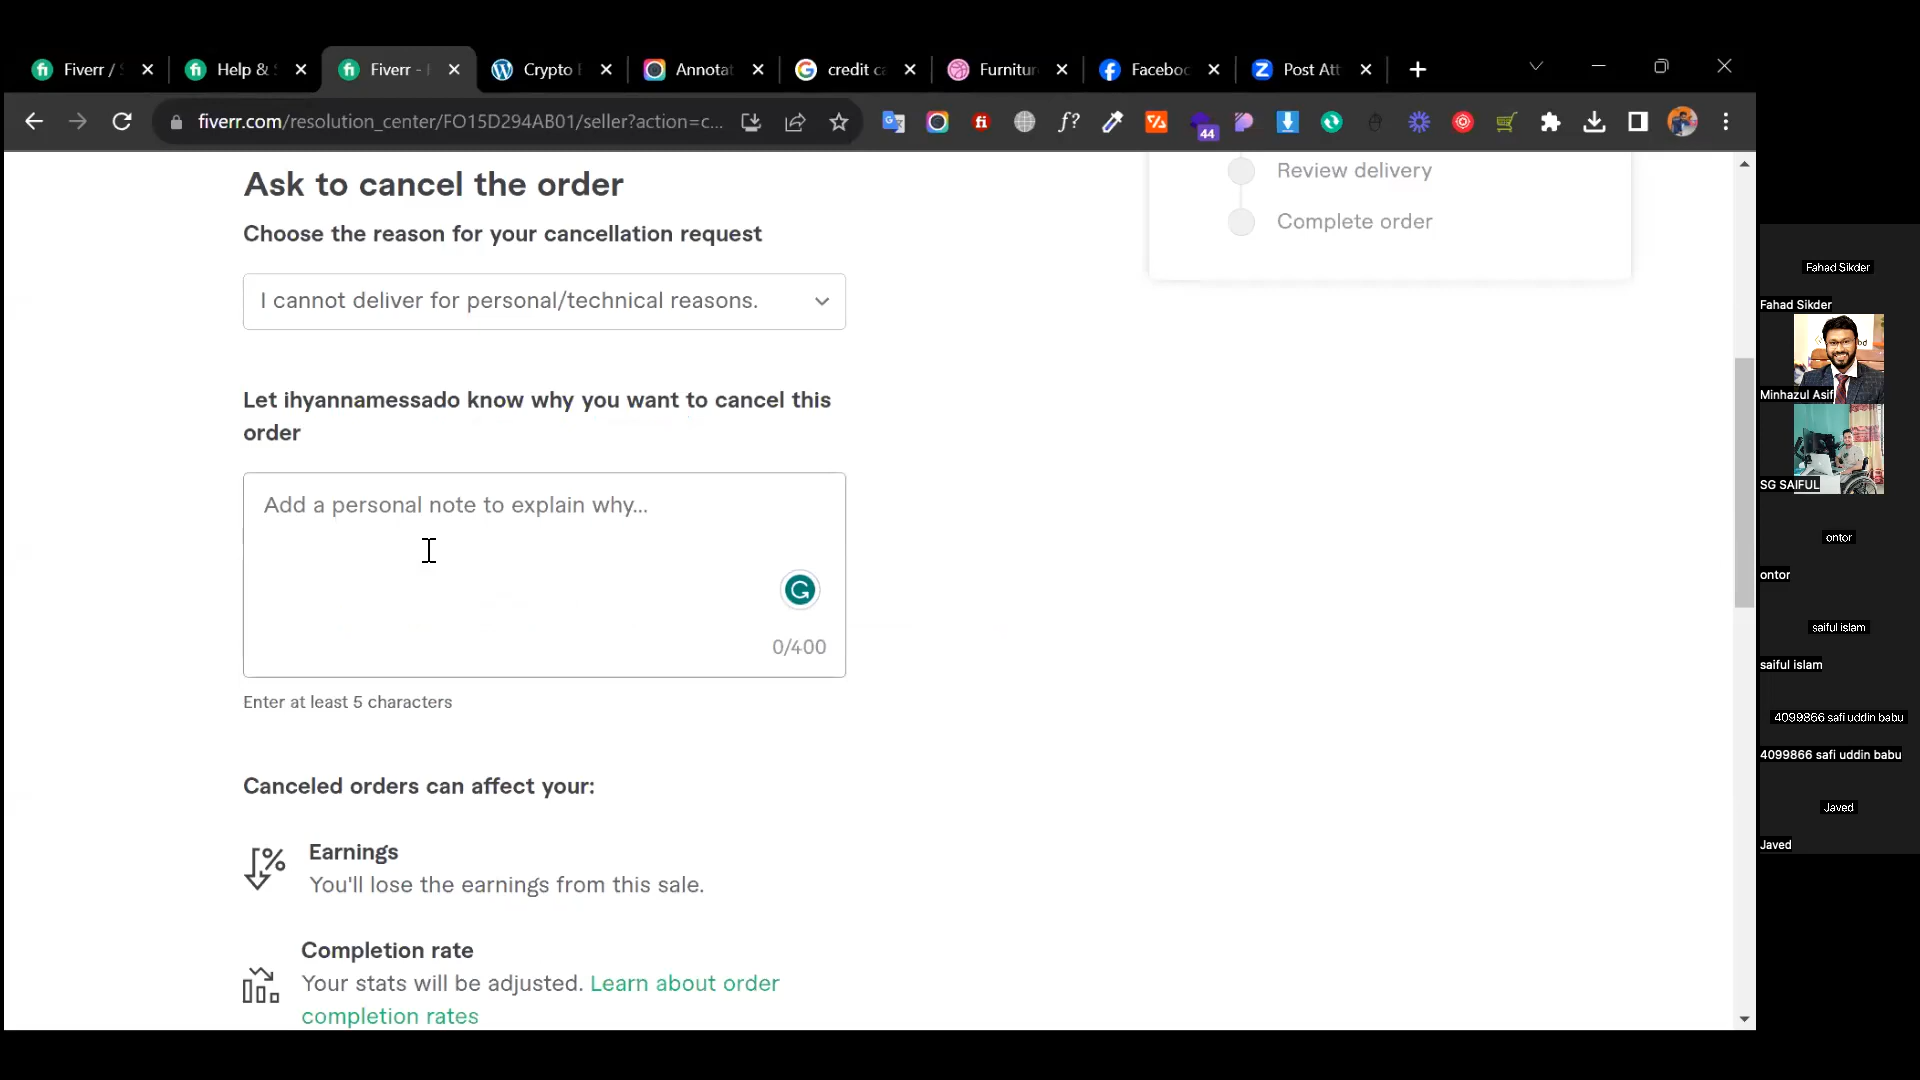 Fiverr /
Help &
Fiverr -
Crypto
Annotat
credit ca
Furnitur
Faceboo
Post Att
fiverr.com/resolution_center/FO15D294AB01/seller?action=c...
44
Ask to cancel the order
Choose the reason for your cancellation request
I cannot deliver for personal/technical reasons.
Let ihyannamessado know why you want to cancel this
order
Add a personal note to explain why...
0/400
Enter at least 5 characters
Canceled orders can affect your:
Earnings
You'll lose the earnings from this sale.
Completion rate
Your stats will be adjusted. Learn about order
completion rates
Review delivery
Complete order
Fahad Sikder
Fahad Sikder
Minhazul Asif
SG SAIFUL
ontor
ontor
saiful islam
saiful islam
4099866 safi uddin babu
4099866 safi uddin babu
Javed
Javed